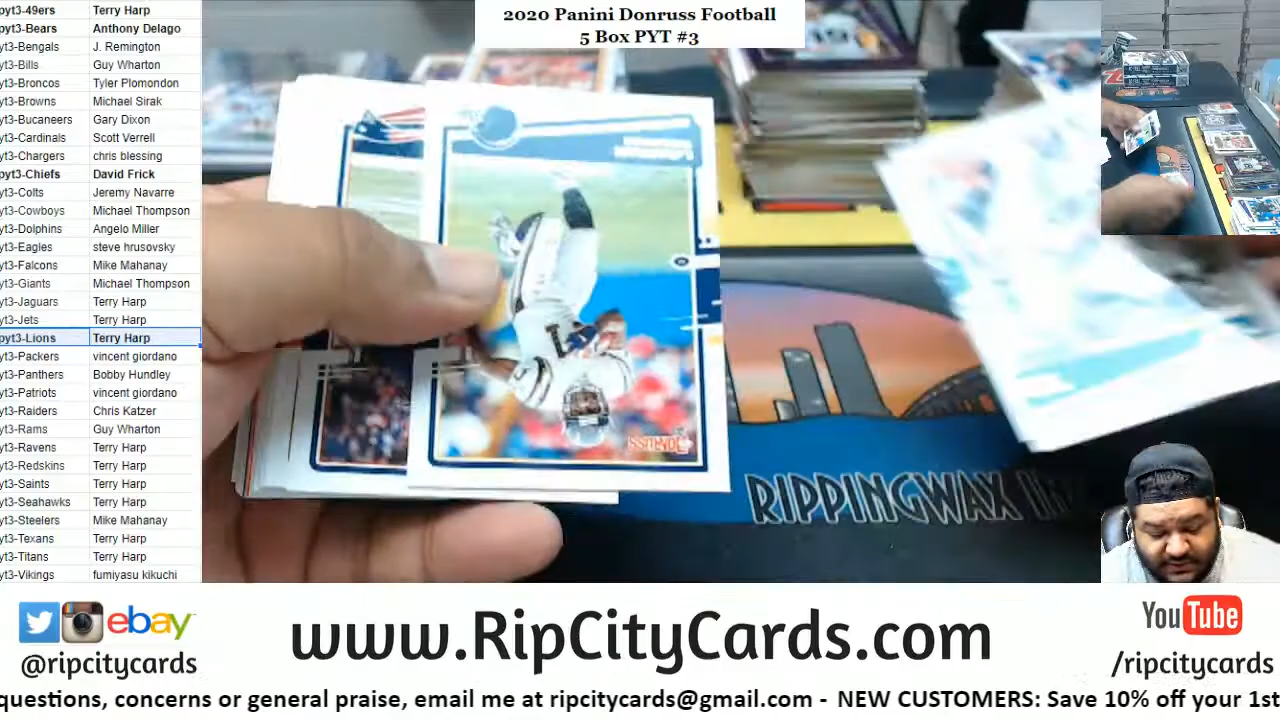 2020 Panini Donruss Football
5 Box PYT #3
pyt3-49ers Terry Harp
pyt3-Bears Anthony Delago
pyt3-Bengals J. Remington
yt3-Bills Guy Wharton
yt3-Broncos Tyler Plomondon
yt3-Browns Michael Sirak
yt3-Bucaneers Gary Dixon
yt3-Cardinals Scott Verrell
yt3-Chargers chris blessing
pyt3-Chiefs David Frick
yt3-Colts Jeremy Navarre
yt3-Cowboys Michael Thompson
yt3-Dolphins Angelo Miller
yt3-Eagles steve hrusovsky
yt3-Falcons Mike Mahanay
yt3-Giants Michael Thompson
yt3-Jaguars Terry Harp
yt3-Jets Terry Harp
pyt3-Lions Terry Harp
yt3-Packers vincent giordano
yt3-Panthers Bobby Hundley
yt3-Patriots vincent giordano
yt3-Raiders Chris Katzer
yt3-Rams Guy Wharton
yt3-Ravens Terry Harp
yt3-Redskins Terry Harp
yt3-Saints Terry Harp
yt3-Seahawks Terry Harp
yt3-Steelers Mike Mahanay
yt3-Texans Terry Harp
yt3-Titans Terry Harp
yt3-Vikings fumiyasu kikuchi
DONRUSS
RIPPINGWAX
ebay
@ripcitycards
www.RipCityCards.com
YouTube
/ripcitycards
questions, concerns or general praise, email me at ripcitycards@gmail.com - NEW CUSTOMERS: Save 10% off your 1st